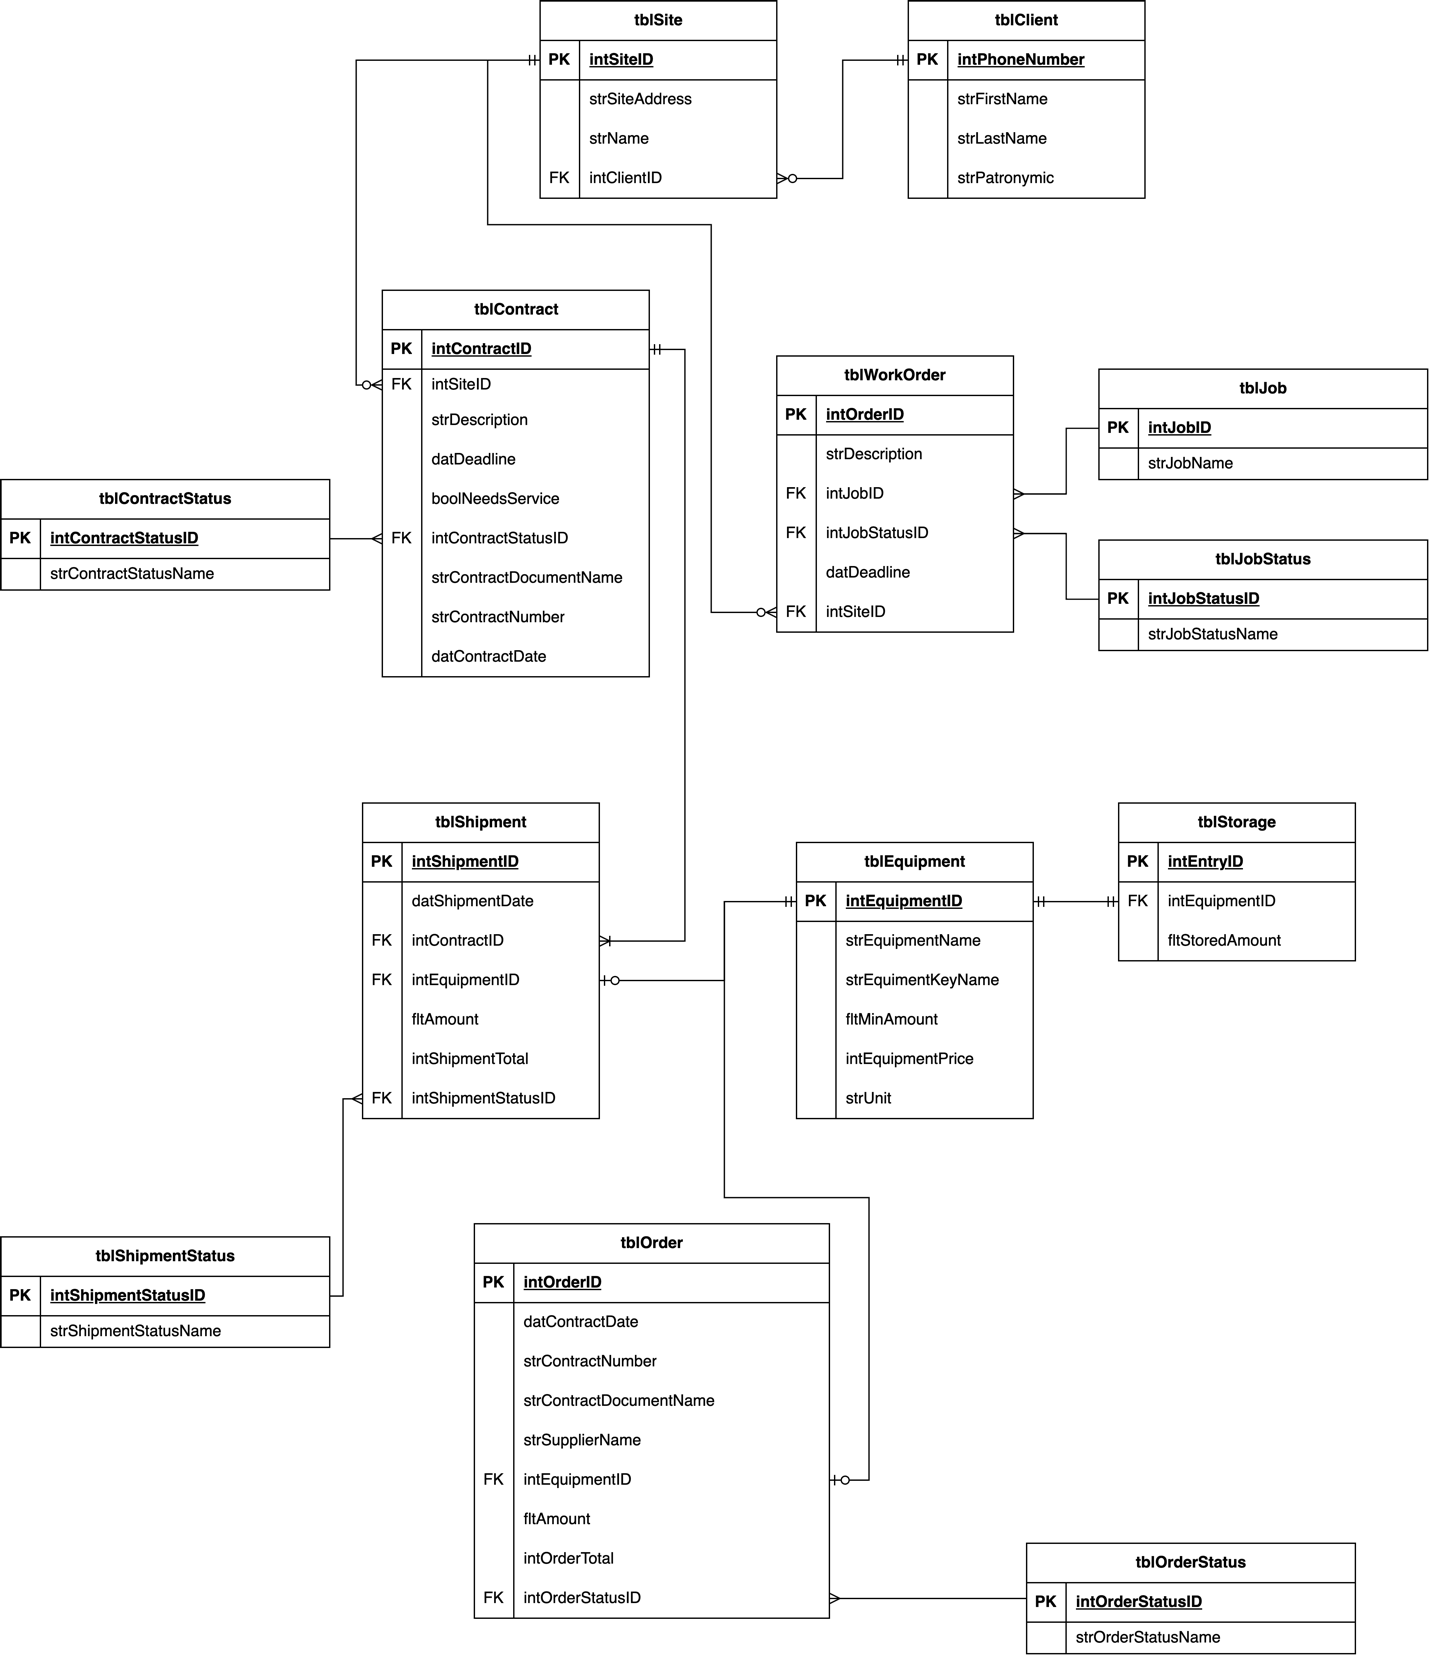 tblSite
PK intSiteID
strSiteAddress
strName
FK intClientID
tblClient
PK intPhoneNumber
strFirstName
strLastName
strPatronymic
tblContract
PK intContractID
FK intSiteID
strDescription
datDeadline
boolNeedsService
FK intContractStatusID
strContractDocumentName
strContractNumber
datContractDate
tblWorkOrder
PK intOrderID
strDescription
FK intJobID
FK intJobStatusID
datDeadline
FK intSiteID
tblJob
PK intJobID
strJobName
tblContractStatus
PK intContractStatusID
strContractStatusName
tblJobStatus
PK intJobStatusID
strJobStatusName
tblShipment
PK intShipmentID
datShipmentDate
FK intContractID
FK intEquipmentID
fltAmount
intShipmentTotal
FK intShipmentStatusID
tblEquipment
PK intEquipmentID
strEquipmentName
strEquimentKeyName
fltMinAmount
intEquipmentPrice
strUnit
tblStorage
PK intEntryID
FK intEquipmentID
fltStoredAmount
tblShipmentStatus
PK intShipmentStatusID
strShipmentStatusName
tblOrder
PK intOrderID
datContractDate
strContractNumber
strContractDocumentName
strSupplierName
FK intEquipmentID
fltAmount
intOrderTotal
FK intOrderStatusID
tblOrderStatus
PK intOrderStatusID
strOrderStatusName